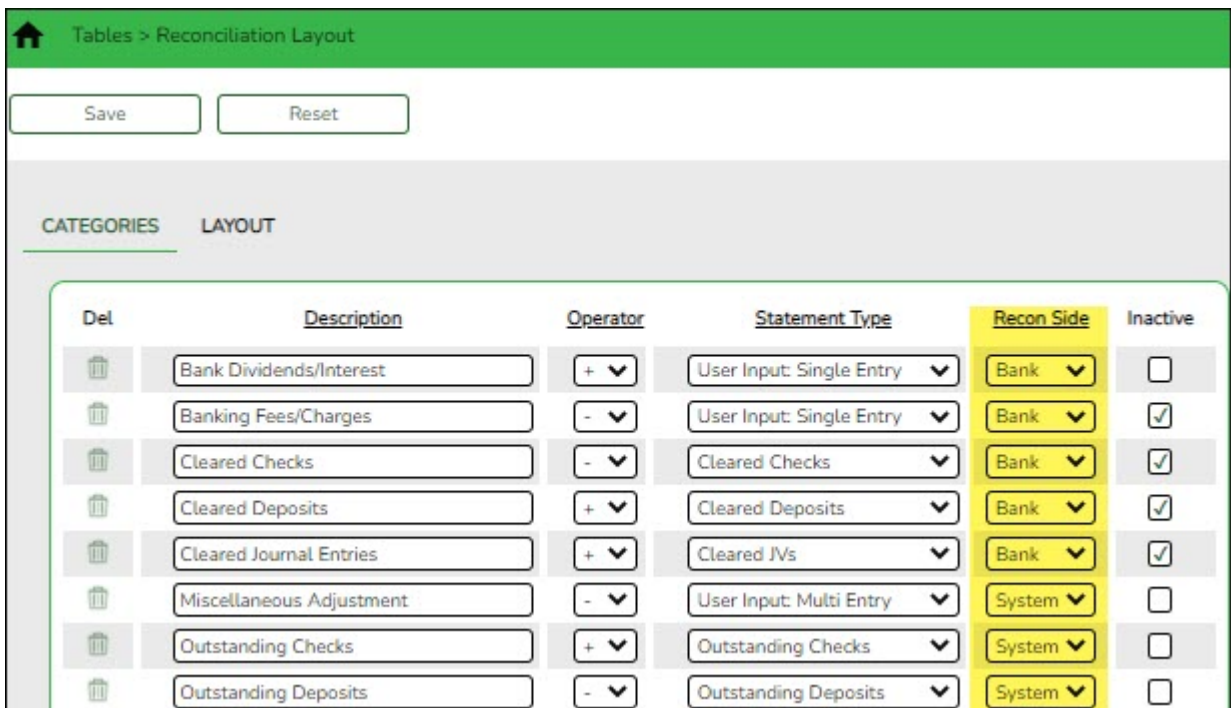 Tables > Reconciliation Layout
Save Reset
CATEGORIES LAYOUT
Del Description Operator Statement Type Recon Side Inactive
Bank Dividends/Interest + User Input: Single Entry Bank
Banking Fees/Charges - User Input: Single Entry Bank
Cleared Checks - Cleared Checks Bank
Cleared Deposits + Cleared Deposits Bank
Cleared Journal Entries + Cleared JVs Bank
Miscellaneous Adjustment - User Input: Multi Entry System
Outstanding Checks + Outstanding Checks System
Outstanding Deposits - Outstanding Deposits System